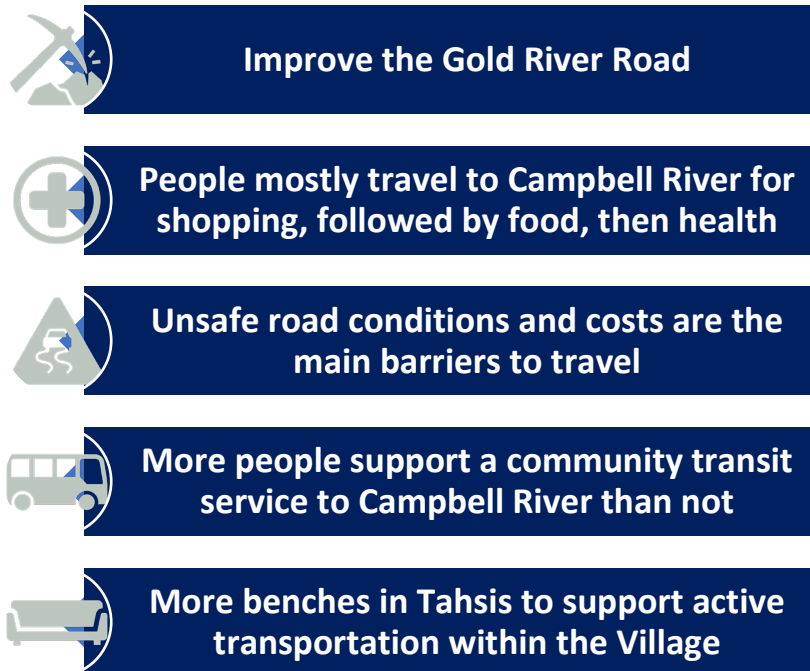 Improve the Gold River Road
People mostly travel to Campbell River for
shopping, followed by food, then health
Unsafe road conditions and costs are the
main barriers to travel
More people support a community transit
service to Campbell River than not
More benches in Tahsis to support active
transportation within the Village